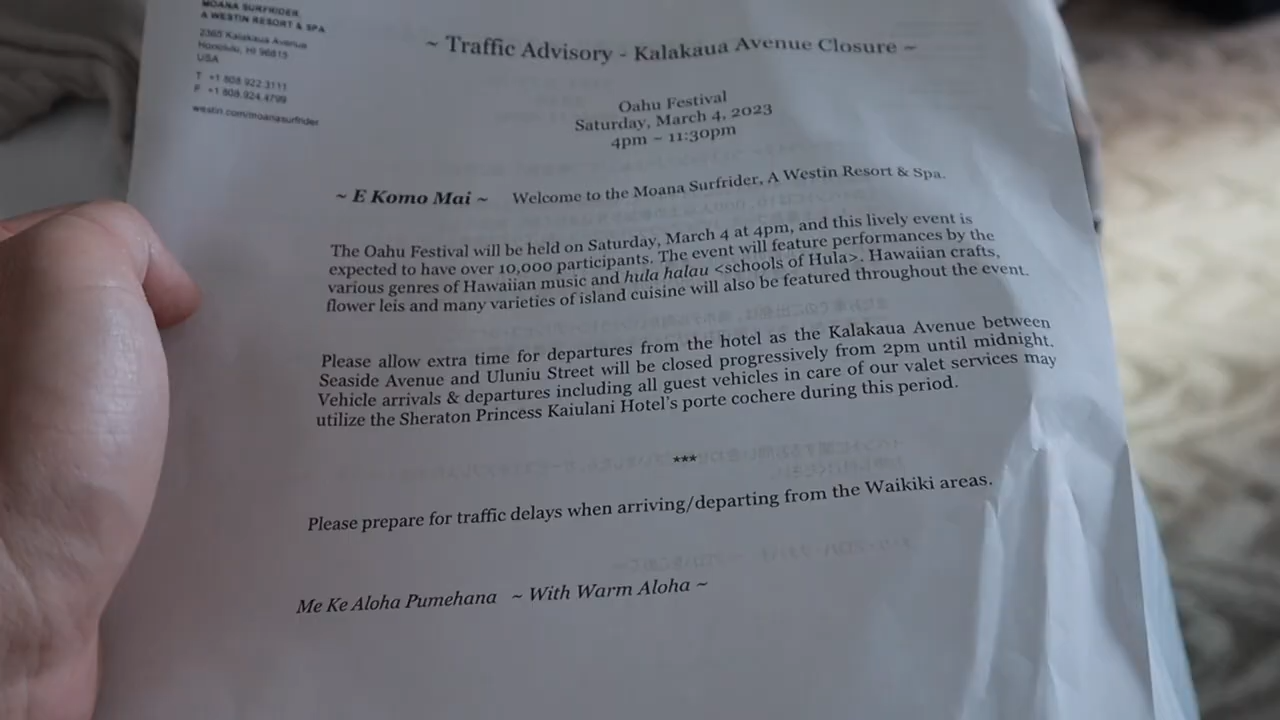 MOANA SURFRIDER,
A WESTIN RESORT & SPA
2365 Kalakaua Avenue
Honolulu, HI 96815
USA
T +1 808.922.3111
F +1 808.924.4799
westin.com/moanasurfrider
~ Traffic Advisory - Kalakaua Avenue Closure ~
Oahu Festival
Saturday, March 4, 2023
4pm ~ 11:30pm
~ E Komo Mai ~ Welcome to the Moana Surfrider, A Westin Resort & Spa.
The Oahu Festival will be held on Saturday, March 4 at 4pm, and this lively event is
expected to have over 10,000 participants. The event will feature performances by the
various genres of Hawaiian music and hula halau <schools of Hula>. Hawaiian crafts,
flower leis and many varieties of island cuisine will also be featured throughout the event.
Please allow extra time for departures from the hotel as the Kalakaua Avenue between
Seaside Avenue and Uluniu Street will be closed progressively from 2pm until midnight.
Vehicle arrivals & departures including all guest vehicles in care of our valet services may
utilize the Sheraton Princess Kaiulani Hotel's porte cochere during this period.
***
Please prepare for traffic delays when arriving/departing from the Waikiki areas.
Me Ke Aloha Pumehana ~ With Warm Aloha ~